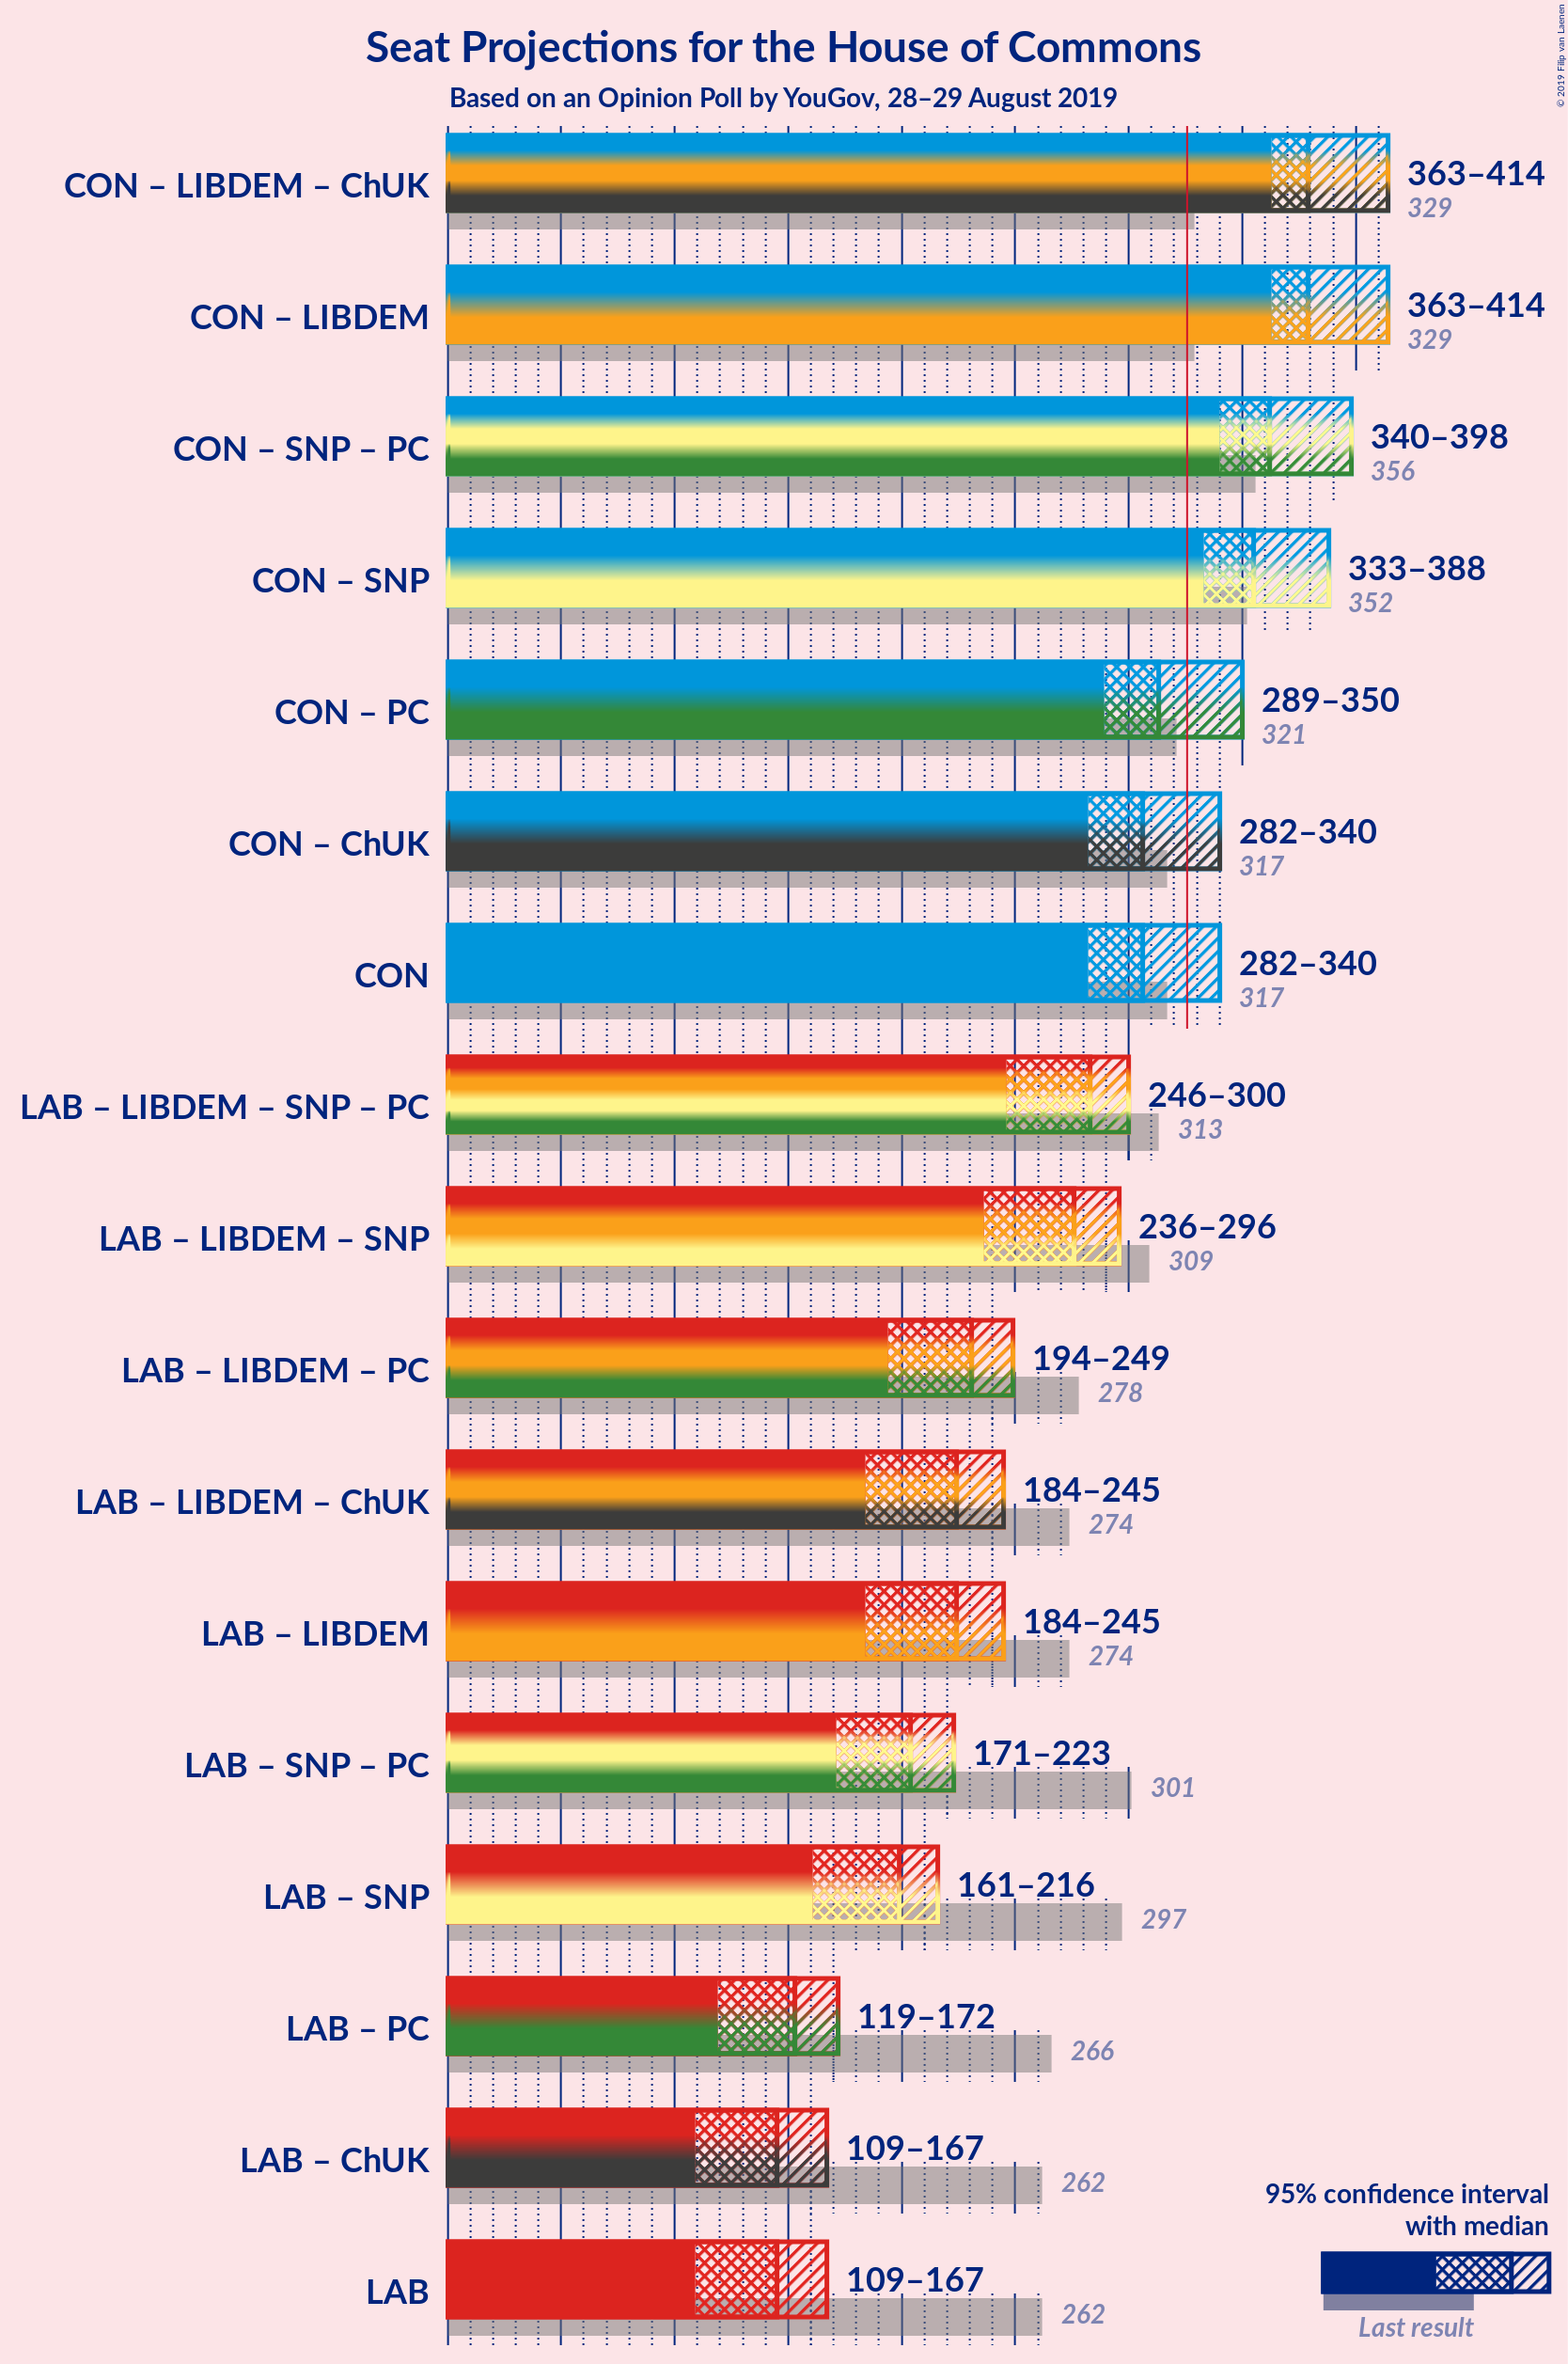 Seat Projections for the House of Commons
Based on an Opinion Poll by YouGov, 28–29 August 2019
© 2019 Filip van Laenen
CON – LIBDEM – ChUK
363–414
329
CON – LIBDEM
363–414
329
CON – SNP – PC
340–398
356
CON – SNP
333–388
352
CON – PC
289–350
321
CON – ChUK
282–340
317
CON
282–340
317
LAB – LIBDEM – SNP – PC
246–300
313
LAB – LIBDEM – SNP
236–296
309
LAB – LIBDEM – PC
194–249
278
LAB – LIBDEM – ChUK
184–245
274
LAB – LIBDEM
184–245
274
LAB – SNP – PC
171–223
301
LAB – SNP
161–216
297
LAB – PC
119–172
266
LAB – ChUK
109–167
262
LAB
109–167
262
95% confidence interval
with median
Last result